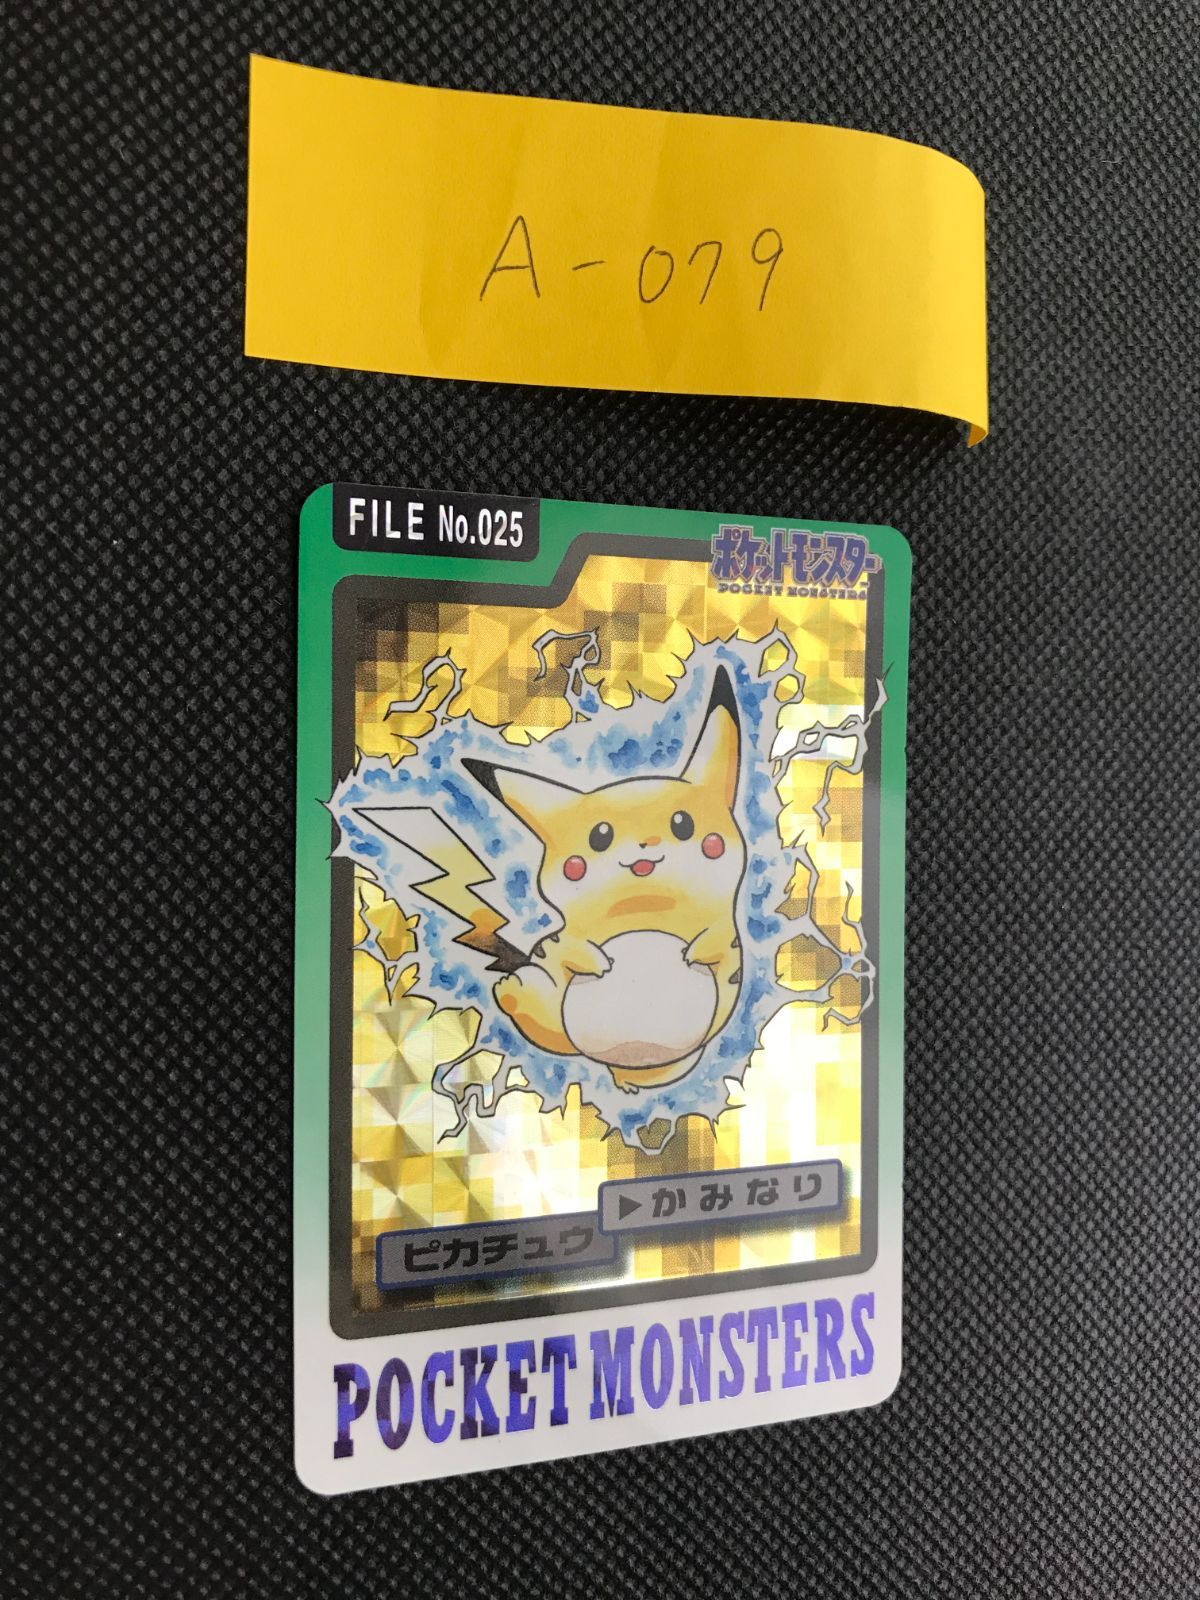 A-079
FILE No.025
ポケットモンスター
POCKET MONSTERS
▶かみなり
ピカチュウ
POCKET MONSTERS